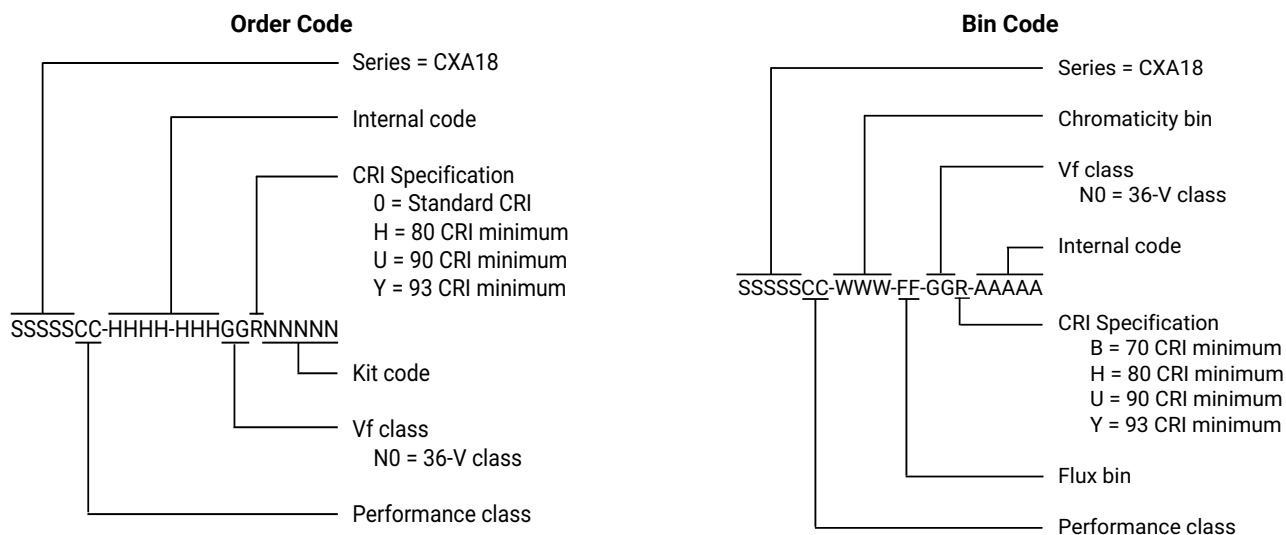 Order Code
Series = CXA18
Internal code
CRI Specification
0 = Standard CRI
H = 80 CRI minimum
U = 90 CRI minimum
Y = 93 CRI minimum
SSSSSCC-HHHH-HHHGGRNNNNN
Kit code
Vf class
N0 = 36-V class
Performance class
Bin Code
Series = CXA18
Chromaticity bin
Vf class
N0 = 36-V class
Internal code
SSSSSCC-WWW-FF-GGR-AAAAA
CRI Specification
B = 70 CRI minimum
H = 80 CRI minimum
U = 90 CRI minimum
Y = 93 CRI minimum
Flux bin
Performance class